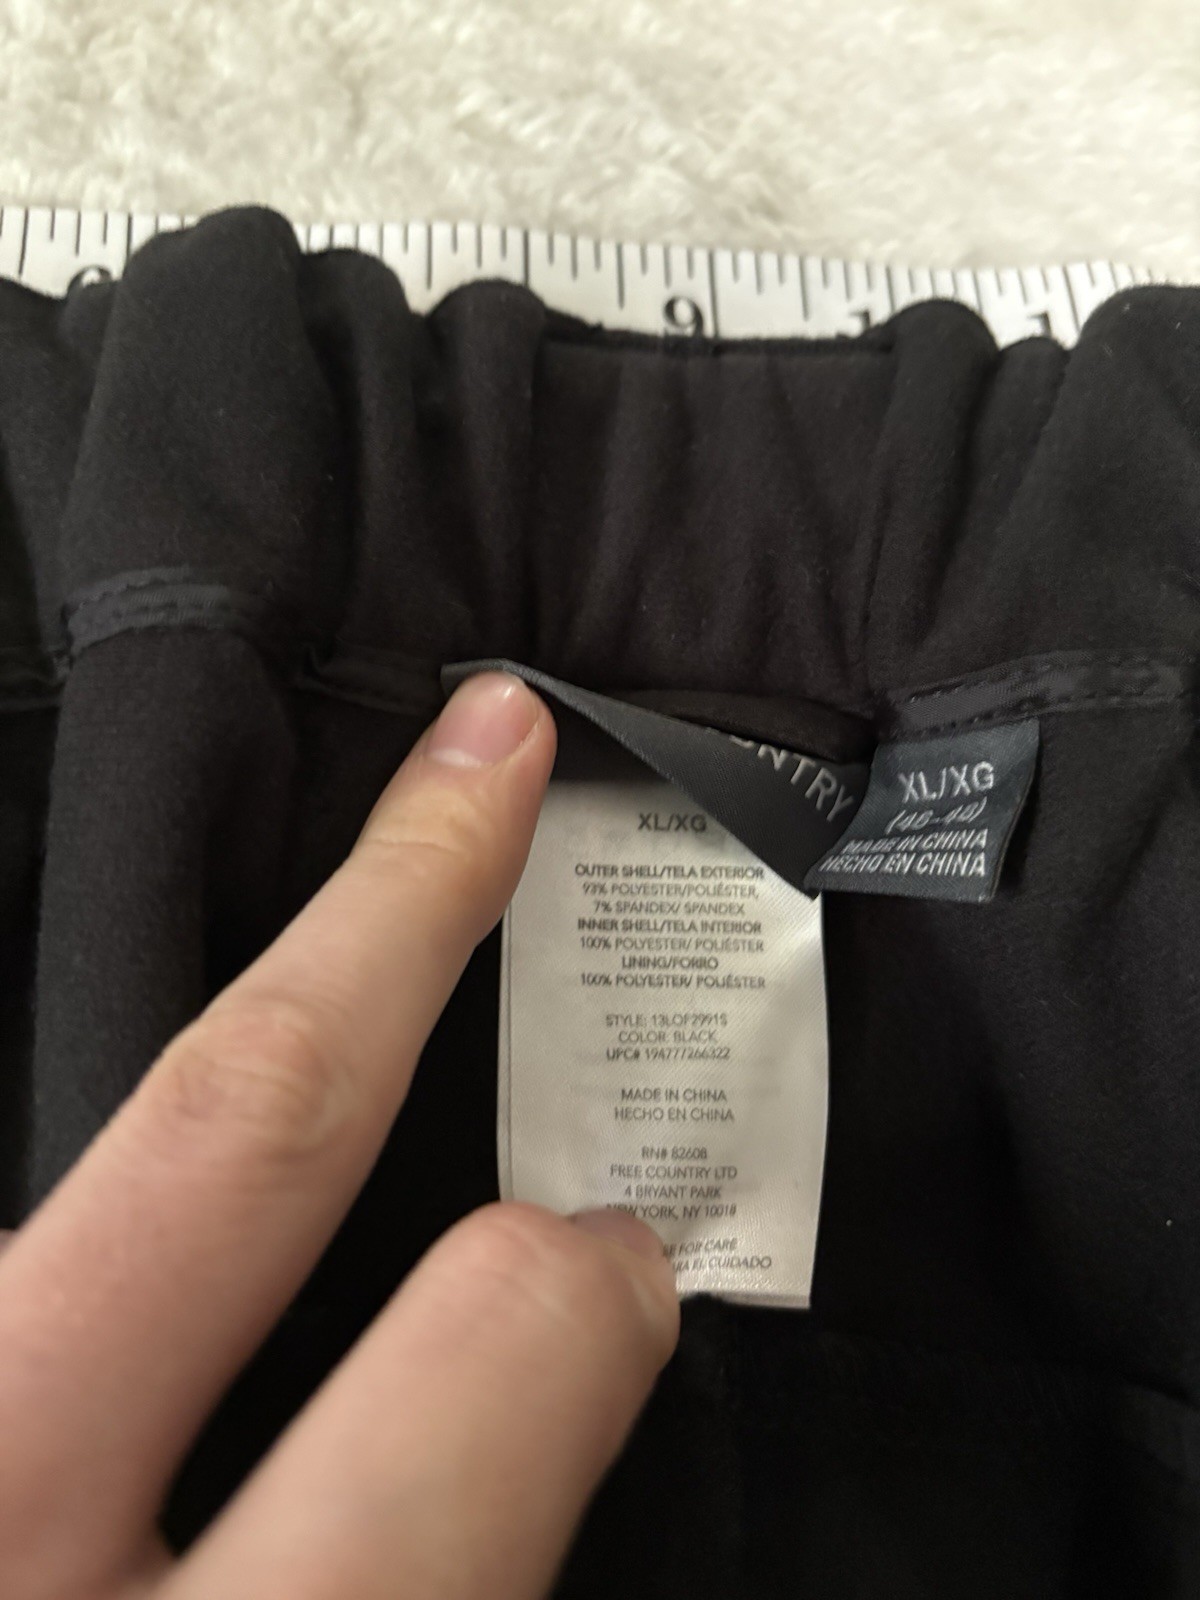 9
UNTRY
XL/XG
(46-48)
MADE IN CHINA
HECHO EN CHINA
XL/XG
OUTER SHELL/TELA EXTERIOR
93% POLYESTER/POLIÉSTER,
7% SPANDEX/ SPANDEX
INNER SHELL/TELA INTERIOR
100% POLYESTER/ POLIÉSTER
LINING/FORRO
100% POLYESTER/ POLIÉSTER
STYLE: 13LOF2991S
COLOR: BLACK
UPC# 194777266322
MADE IN CHINA
HECHO EN CHINA
RN# 82608
FREE COUNTRY LTD
4 BRYANT PARK
NEW YORK, NY 10018
FOR CARE
EL CUIDADO